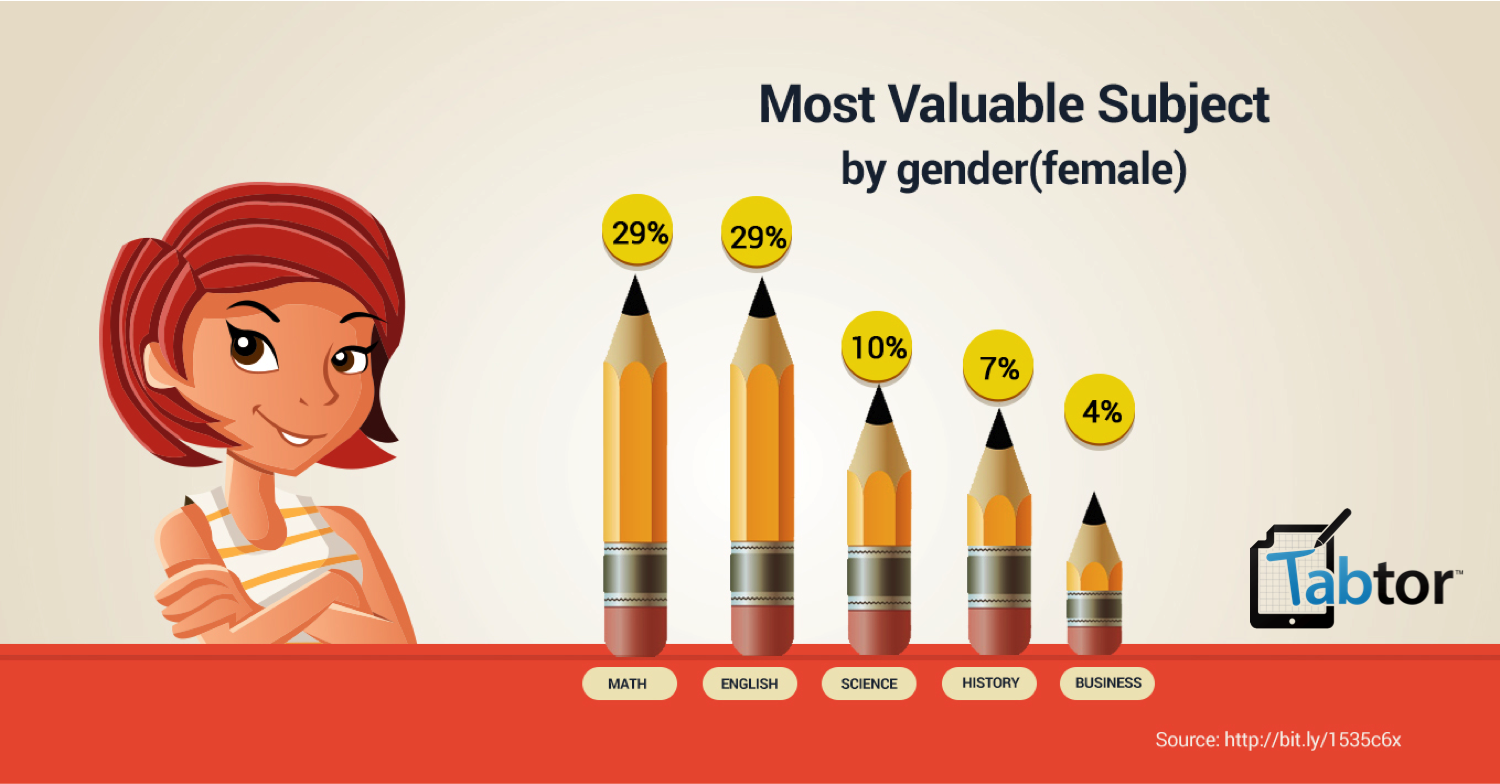 Most Valuable Subject
by gender(female)
29%
29%
10%
7%
4%
Tabtor™
MATH
ENGLISH
SCIENCE
HISTORY
BUSINESS
Source: http://bit.ly/1535c6x